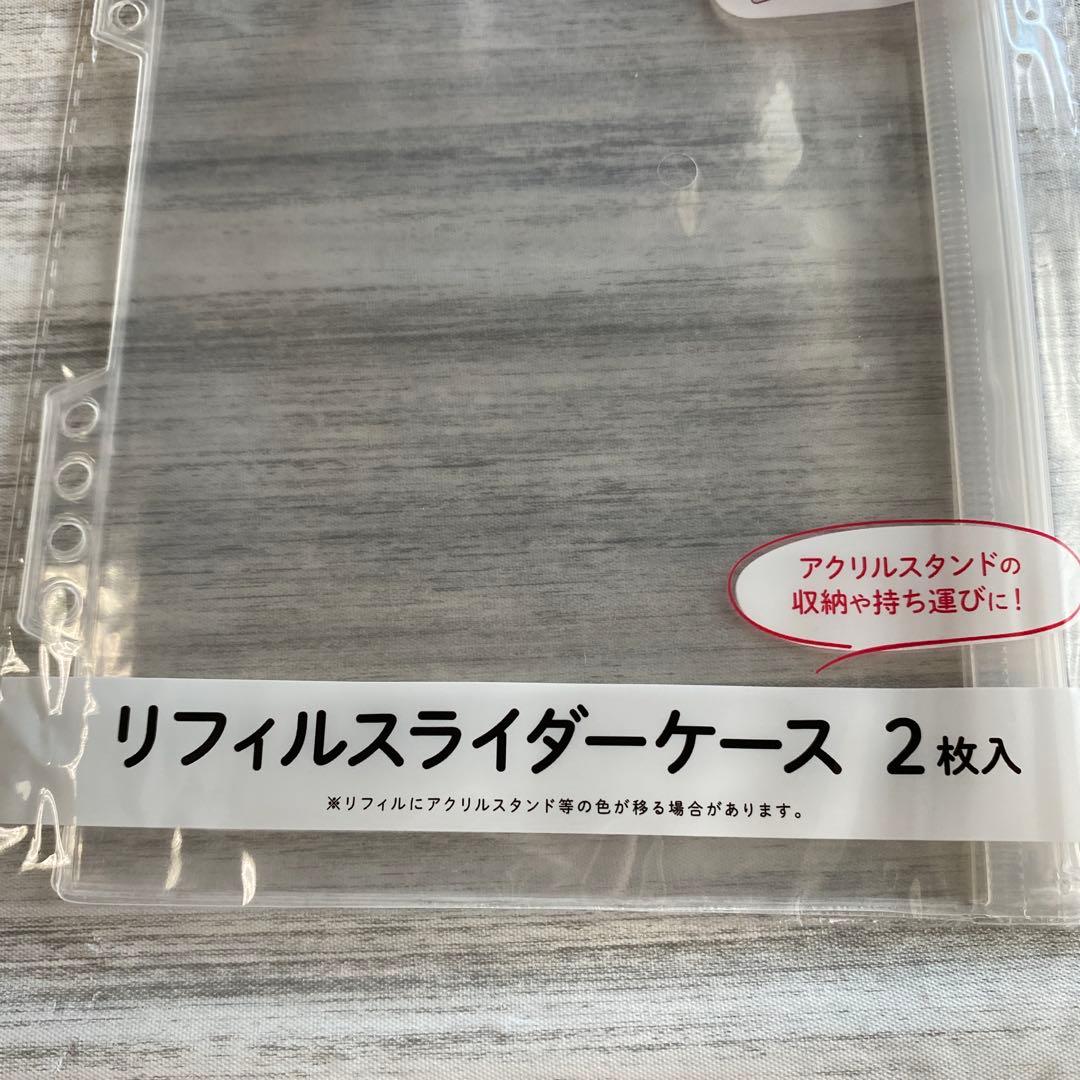 アクリルスタンドの
収納や持ち運びに！
リフィルスライダーケース 2枚入
※リフィルにアクリルスタンド等の色が移る場合があります。